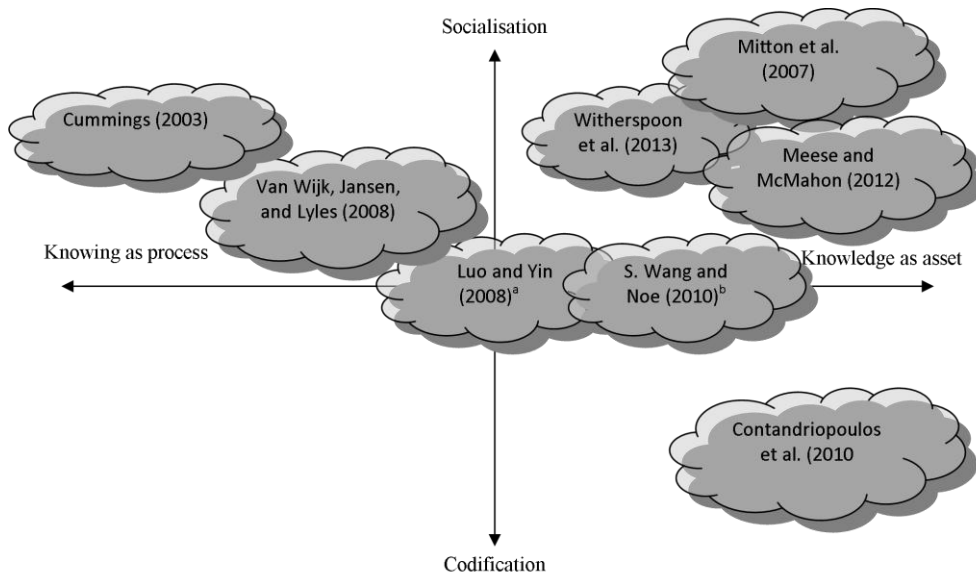 Socialisation
Mitton et al.
(2007)
Cummings (2003)
Witherspoon
et al. (2013)
Meese and
McMahon (2012)
Van Wijk, Jansen,
and Lyles (2008)
Knowing as process
Knowledge as asset
Luo and Yin
(2008)ᵃ
S. Wang and
Noe (2010)ᵇ
Contandriopoulos
et al. (2010
Codification